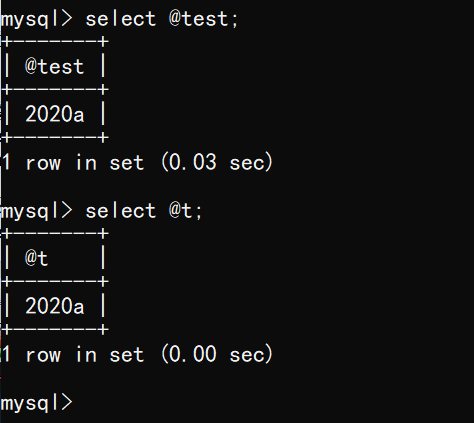 mysql> select @test;
+-------+
| @test |
+-------+
| 2020a |
+-------+
1 row in set (0.03 sec)

mysql> select @t;
+-------+
| @t    |
+-------+
| 2020a |
+-------+
1 row in set (0.00 sec)

mysql>